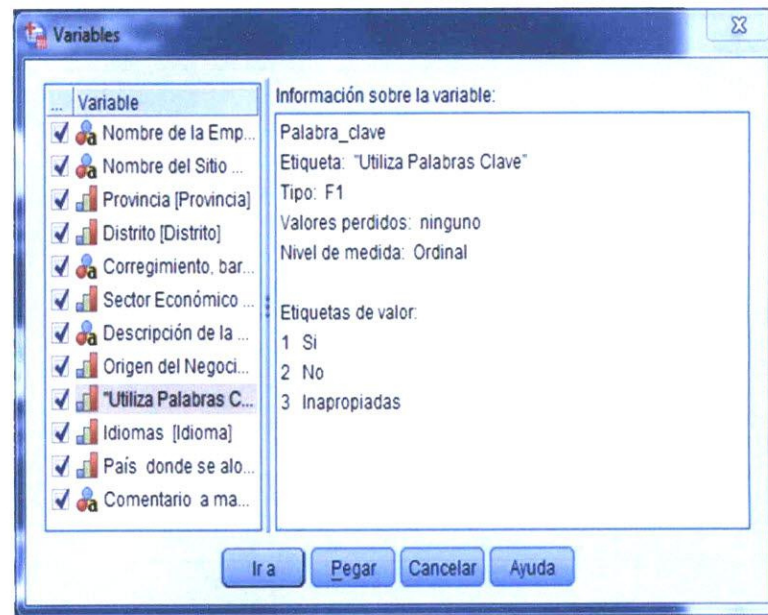 Variables
... Variable
Nombre de la Emp...
Nombre del Sitio ...
Provincia [Provincia]
Distrito [Distrito]
Corregimiento, bar...
Sector Económico ...
Descripción de la ...
Origen del Negoci...
"Utiliza Palabras C...
Idiomas [Idioma]
País donde se alo...
Comentario a ma...
Información sobre la variable:
Palabra_clave
Etiqueta: "Utiliza Palabras Clave"
Tipo: F1
Valores perdidos: ninguno
Nivel de medida: Ordinal
Etiquetas de valor:
1 Si
2 No
3 Inapropiadas
Ir a Pegar Cancelar Ayuda